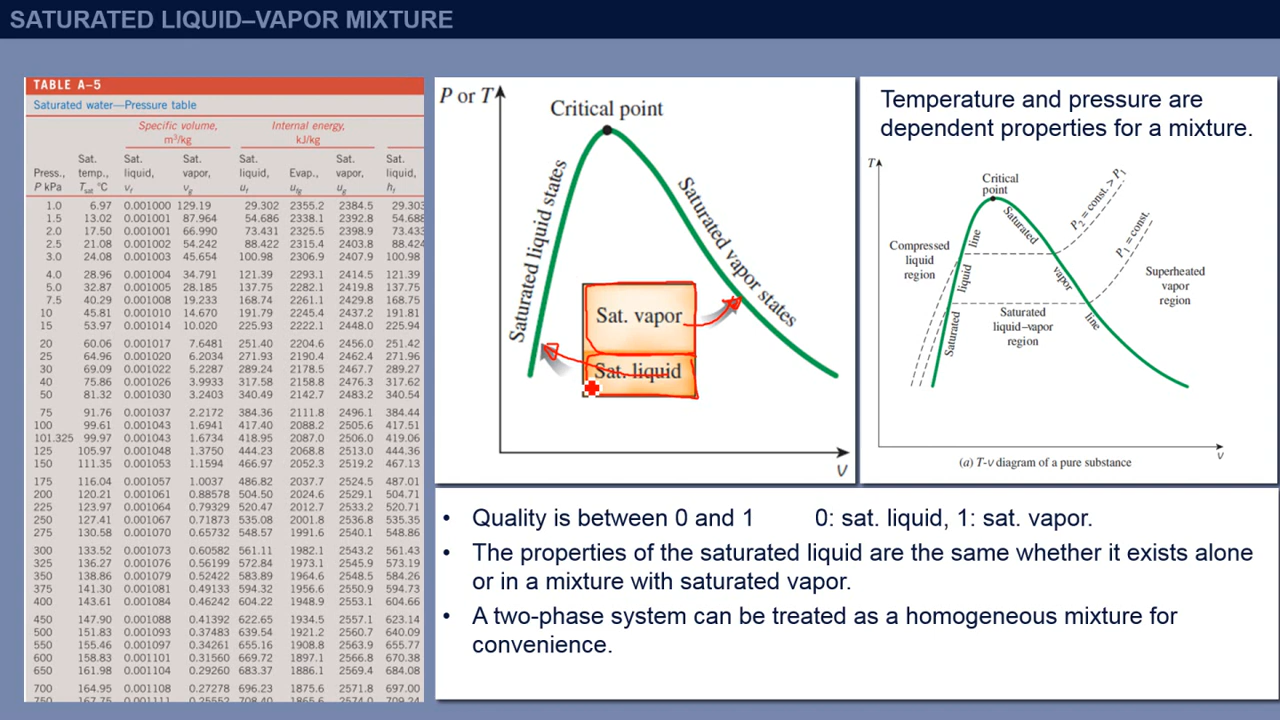 SATURATED LIQUID–VAPOR MIXTURE
TABLE A–5
Saturated water—Pressure table
Specific volume, Internal energy,
m³/kg kJ/kg
Sat. Sat. Sat. Sat. Evap., Sat. Sat.
Press., temp., liquid, vapor, liquid, vapor, liquid,
P kPa Tsat °C vf vg uf ufg ug hf
1.0 6.97 0.001000 129.19 29.302 2355.2 2384.5 29.303
1.5 13.02 0.001001 87.964 54.686 2338.1 2392.8 54.688
2.0 17.50 0.001001 66.990 73.431 2325.5 2398.9 73.433
2.5 21.08 0.001002 54.242 88.422 2315.4 2403.8 88.424
3.0 24.08 0.001003 45.654 100.98 2306.9 2407.9 100.98
4.0 28.96 0.001004 34.791 121.39 2293.1 2414.5 121.39
5.0 32.87 0.001005 28.185 137.75 2282.1 2419.8 137.75
7.5 40.29 0.001008 19.233 168.74 2261.1 2429.8 168.75
10 45.81 0.001010 14.670 191.79 2245.4 2437.2 191.81
15 53.97 0.001014 10.020 225.93 2222.1 2448.0 225.94
20 60.06 0.001017 7.6481 251.40 2204.6 2456.0 251.42
25 64.96 0.001020 6.2034 271.93 2190.4 2462.4 271.96
30 69.09 0.001022 5.2287 289.24 2178.5 2467.7 289.27
40 75.86 0.001026 3.9933 317.58 2158.8 2476.3 317.62
50 81.32 0.001030 3.2403 340.49 2142.7 2483.2 340.54
75 91.76 0.001037 2.2172 384.36 2111.8 2496.1 384.44
100 99.61 0.001043 1.6941 417.40 2088.2 2505.6 417.51
101.325 99.97 0.001043 1.6734 418.95 2087.0 2506.0 419.06
125 105.97 0.001048 1.3750 444.23 2068.8 2513.0 444.36
150 111.35 0.001053 1.1594 466.97 2052.3 2519.2 467.13
175 116.04 0.001057 1.0037 486.82 2037.7 2524.5 487.01
200 120.21 0.001061 0.88578 504.50 2024.6 2529.1 504.71
225 123.97 0.001064 0.79329 520.47 2012.7 2533.2 520.71
250 127.41 0.001067 0.71873 535.08 2001.8 2536.8 535.35
275 130.58 0.001070 0.65732 548.57 1991.6 2540.1 548.86
300 133.52 0.001073 0.60582 561.11 1982.1 2543.2 561.43
325 136.27 0.001076 0.56199 572.84 1973.1 2545.9 573.19
350 138.86 0.001079 0.52422 583.89 1964.6 2548.5 584.26
375 141.30 0.001081 0.49133 594.32 1956.6 2550.9 594.73
400 143.61 0.001084 0.46242 604.22 1948.9 2553.1 604.66
450 147.90 0.001088 0.41392 622.65 1934.5 2557.1 623.14
500 151.83 0.001093 0.37483 639.54 1921.2 2560.7 640.09
550 155.46 0.001097 0.34261 655.16 1908.8 2563.9 655.77
600 158.83 0.001101 0.31560 669.72 1897.1 2566.8 670.38
650 161.98 0.001104 0.29260 683.37 1886.1 2569.4 684.08
700 164.95 0.001108 0.27278 696.23 1875.6 2571.8 697.00
P or T
Critical point
Saturated liquid states
Saturated vapor states
Sat. vapor
Sat. liquid
v
Temperature and pressure are
dependent properties for a mixture.
T
Critical
point
Saturated liquid line
Saturated vapor line
P₂ = const. > P₁
P₁ = const.
Compressed
liquid
region
Superheated
vapor
region
Saturated
liquid–vapor
region
v
(a) T-v diagram of a pure substance
• Quality is between 0 and 1 0: sat. liquid, 1: sat. vapor.
• The properties of the saturated liquid are the same whether it exists alone
or in a mixture with saturated vapor.
• A two-phase system can be treated as a homogeneous mixture for
convenience.